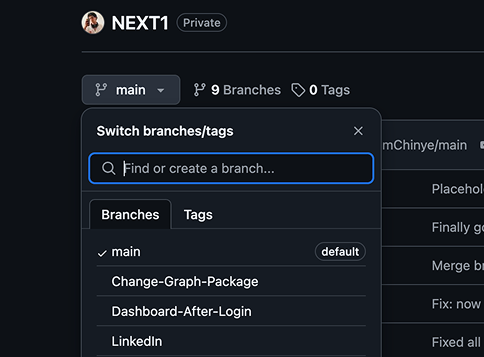 NEXT1 Private
main 9 Branches 0 Tags
Switch branches/tags
mChinye/main
Find or create a branch...
Branches Tags
Placehol
main default
Finally go
Change-Graph-Package
Merge br
Dashboard-After-Login
Fix: now
LinkedIn
Fixed all